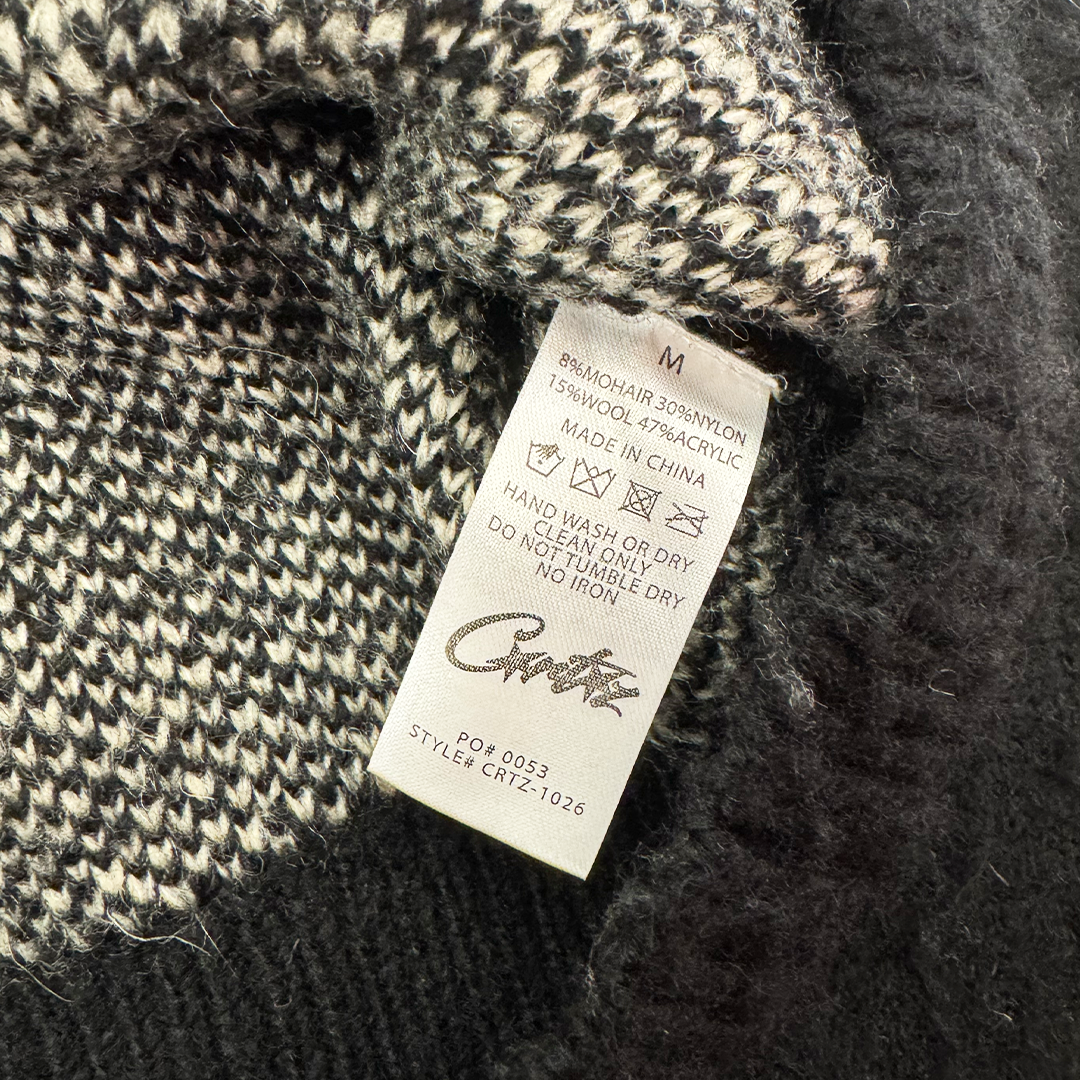 M
8%MOHAIR 30%NYLON
15%WOOL 47%ACRYLIC
MADE IN CHINA
HAND WASH OR DRY
CLEAN ONLY
DO NOT TUMBLE DRY
NO IRON
Corteiz
PO# 0053
STYLE# CRTZ-1026